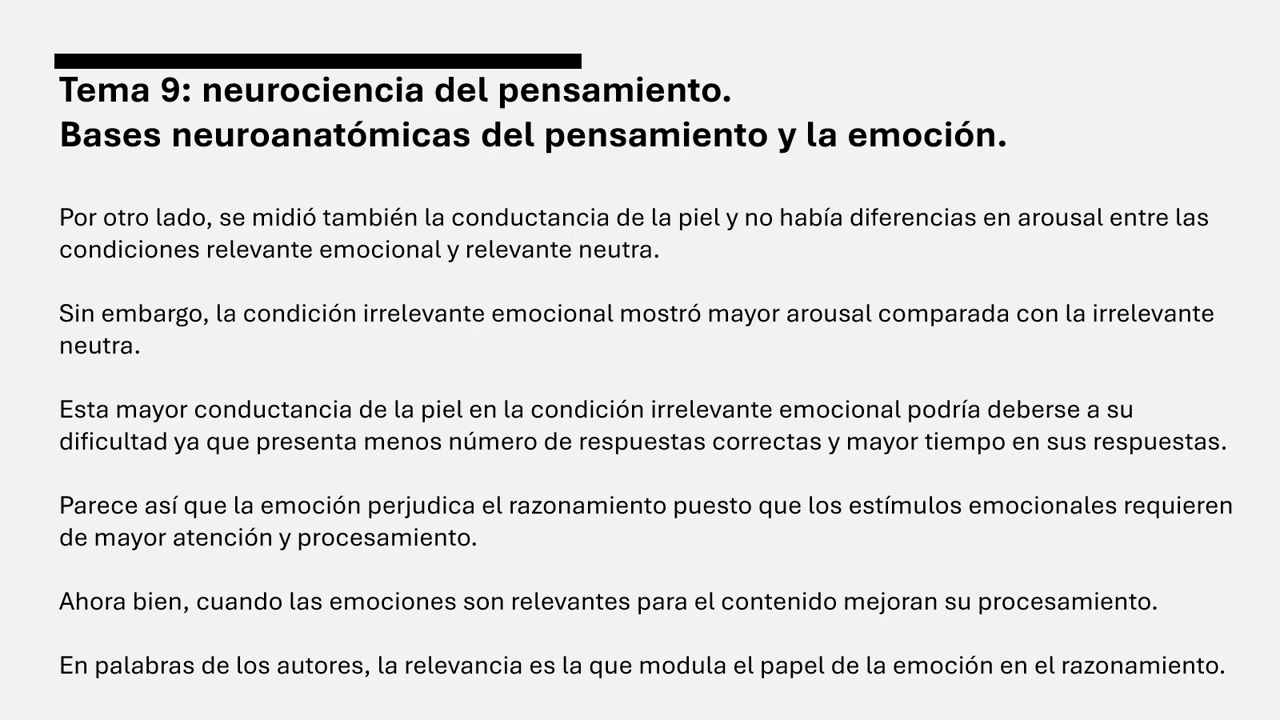 Tema 9: neurociencia del pensamiento.
Bases neuroanatómicas del pensamiento y la emoción.
Por otro lado, se midió también la conductancia de la piel y no había diferencias en arousal entre las
condiciones relevante emocional y relevante neutra.
Sin embargo, la condición irrelevante emocional mostró mayor arousal comparada con la irrelevante
neutra.
Esta mayor conductancia de la piel en la condición irrelevante emocional podría deberse a su
dificultad ya que presenta menos número de respuestas correctas y mayor tiempo en sus respuestas.
Parece así que la emoción perjudica el razonamiento puesto que los estímulos emocionales requieren
de mayor atención y procesamiento.
Ahora bien, cuando las emociones son relevantes para el contenido mejoran su procesamiento.
En palabras de los autores, la relevancia es la que modula el papel de la emoción en el razonamiento.